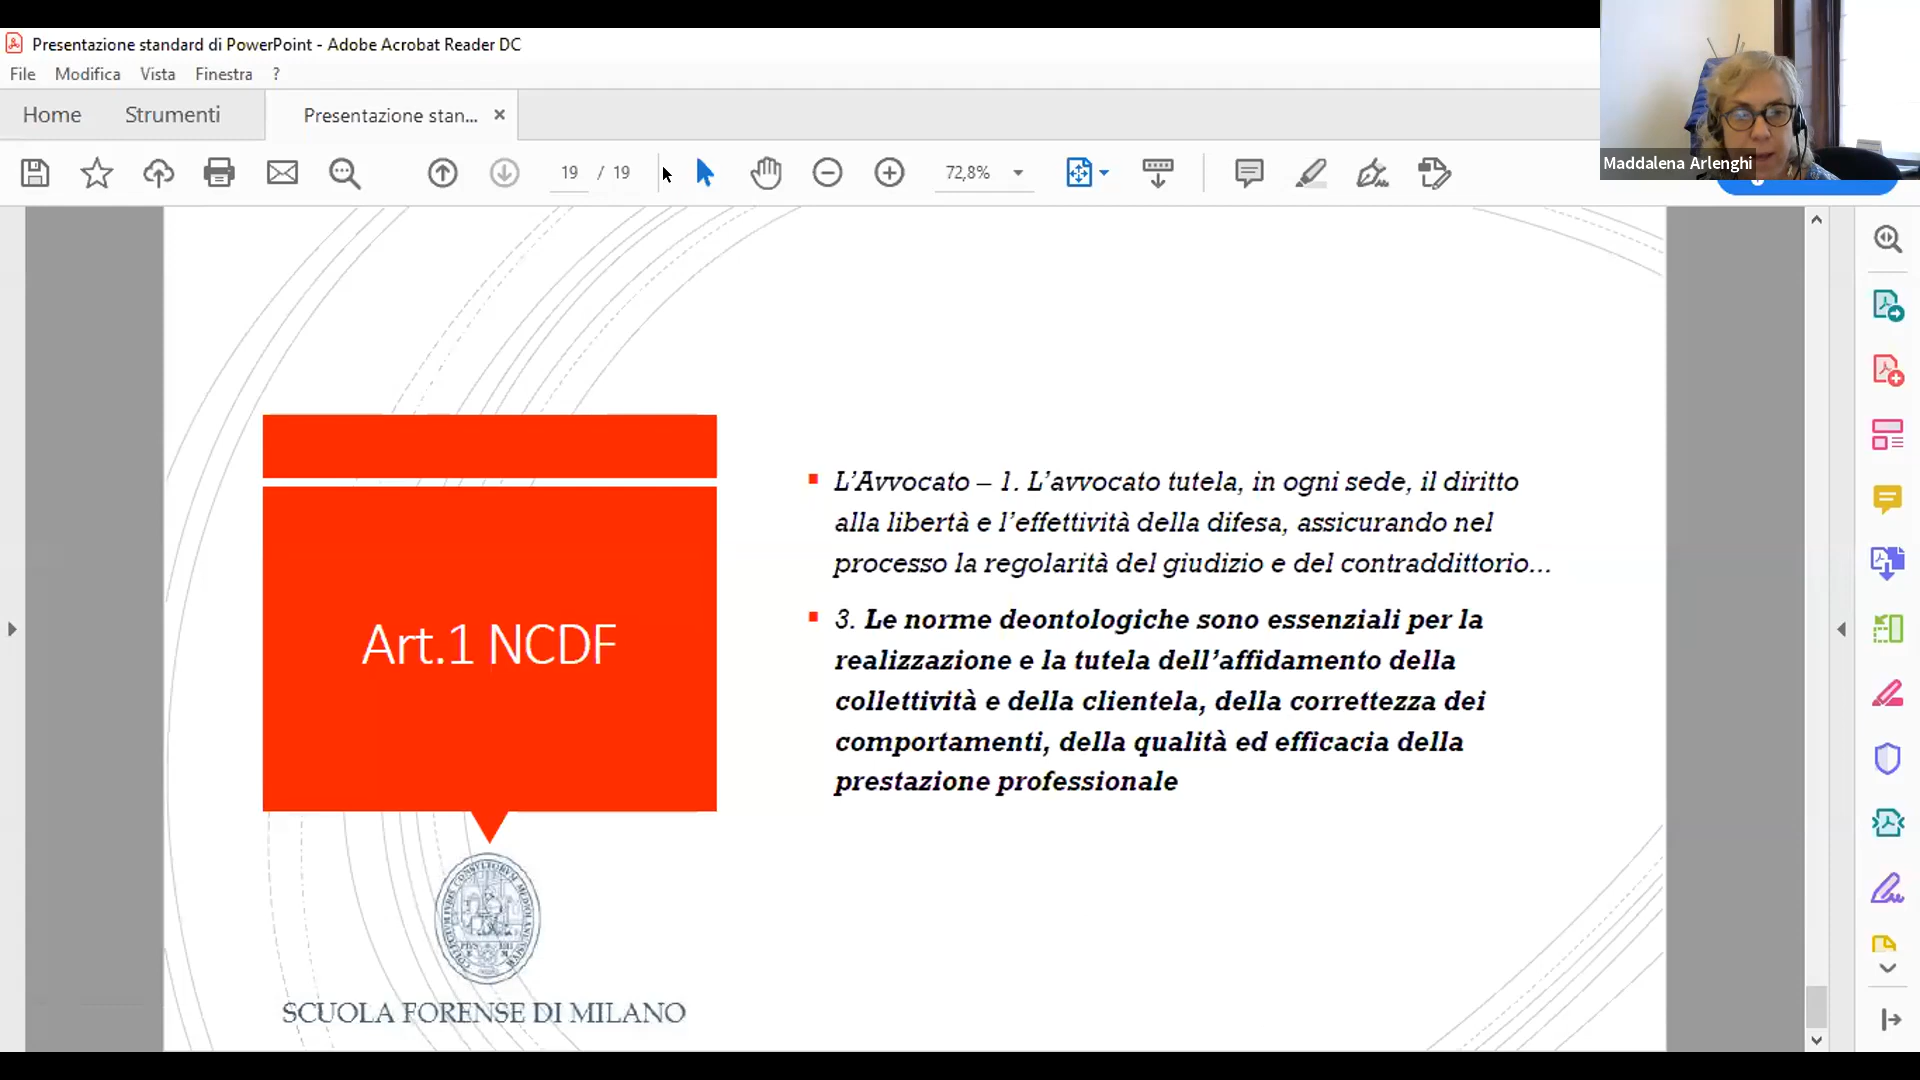 Presentazione standard di PowerPoint - Adobe Acrobat Reader DC
File Modifica Vista Finestra ?
Home Strumenti Presentazione stan... ×
19 / 19 72,8%
Maddalena Arlenghi
Art.1 NCDF
L'Avvocato – 1. L'avvocato tutela, in ogni sede, il diritto
alla libertà e l'effettività della difesa, assicurando nel
processo la regolarità del giudizio e del contraddittorio...
3. Le norme deontologiche sono essenziali per la
realizzazione e la tutela dell'affidamento della
collettività e della clientela, della correttezza dei
comportamenti, della qualità ed efficacia della
prestazione professionale
SCUOLA FORENSE DI MILANO